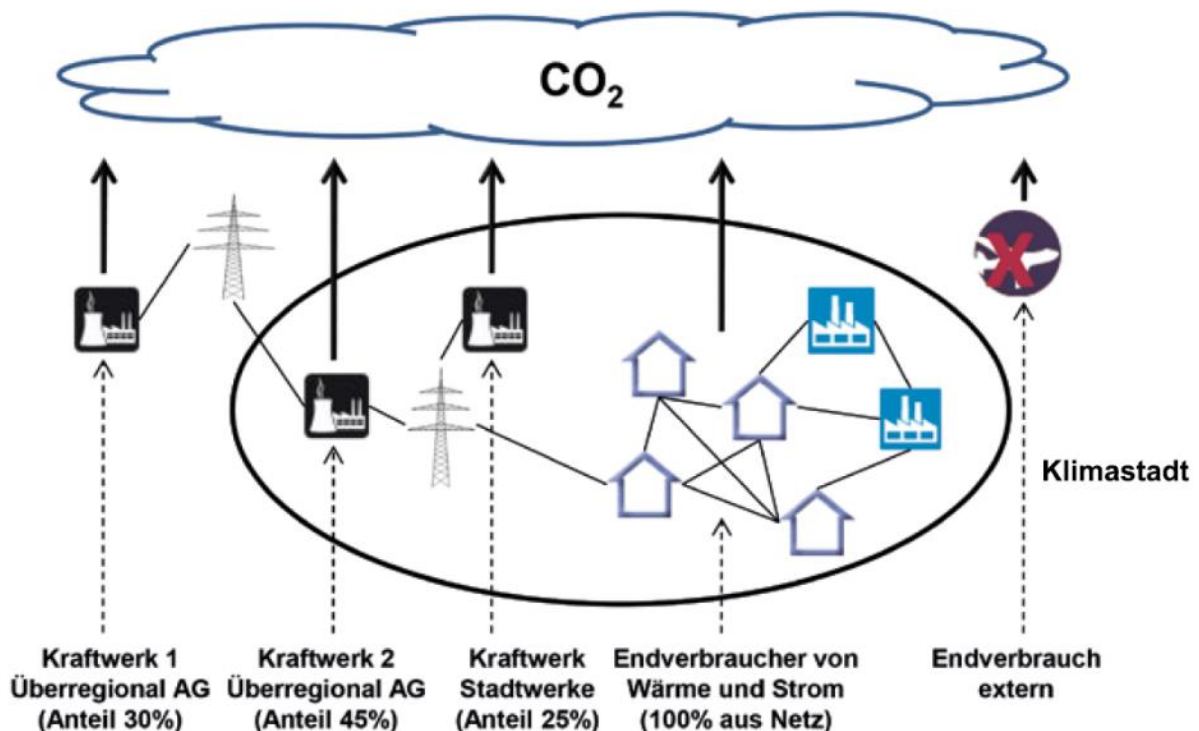 CO₂
Klimastadt
Kraftwerk 1
Überregional AG
(Anteil 30%)
Kraftwerk 2
Überregional AG
(Anteil 45%)
Kraftwerk
Stadtwerke
(Anteil 25%)
Endverbraucher von
Wärme und Strom
(100% aus Netz)
Endverbrauch
extern